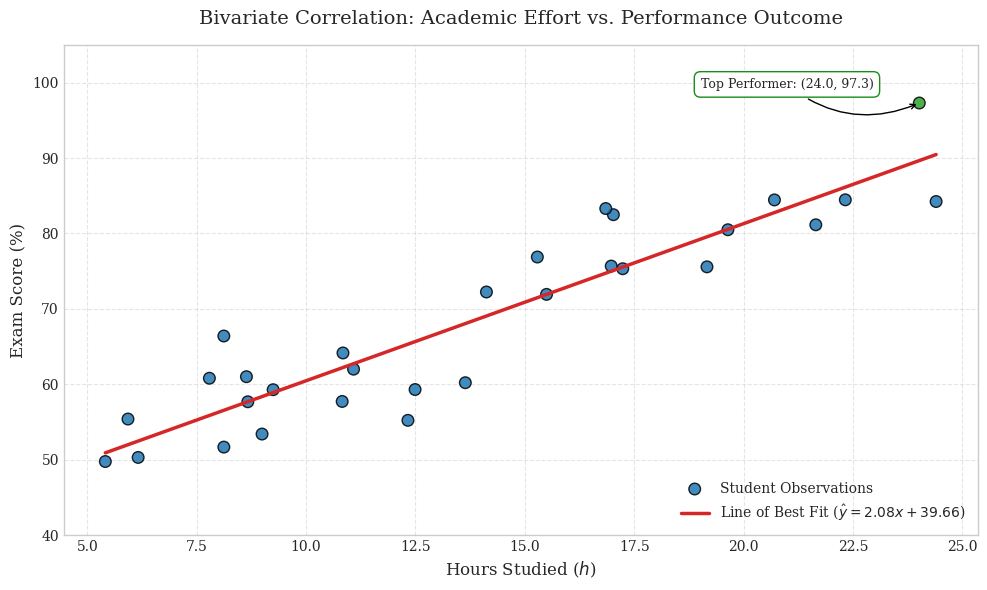 Bivariate Correlation: Academic Effort vs. Performance Outcome
Exam Score (%)
100
90
80
70
60
50
40
Top Performer: (24.0, 97.3)
Student Observations
Line of Best Fit (ŷ = 2.08x + 39.66)
5.0 7.5 10.0 12.5 15.0 17.5 20.0 22.5 25.0
Hours Studied (h)